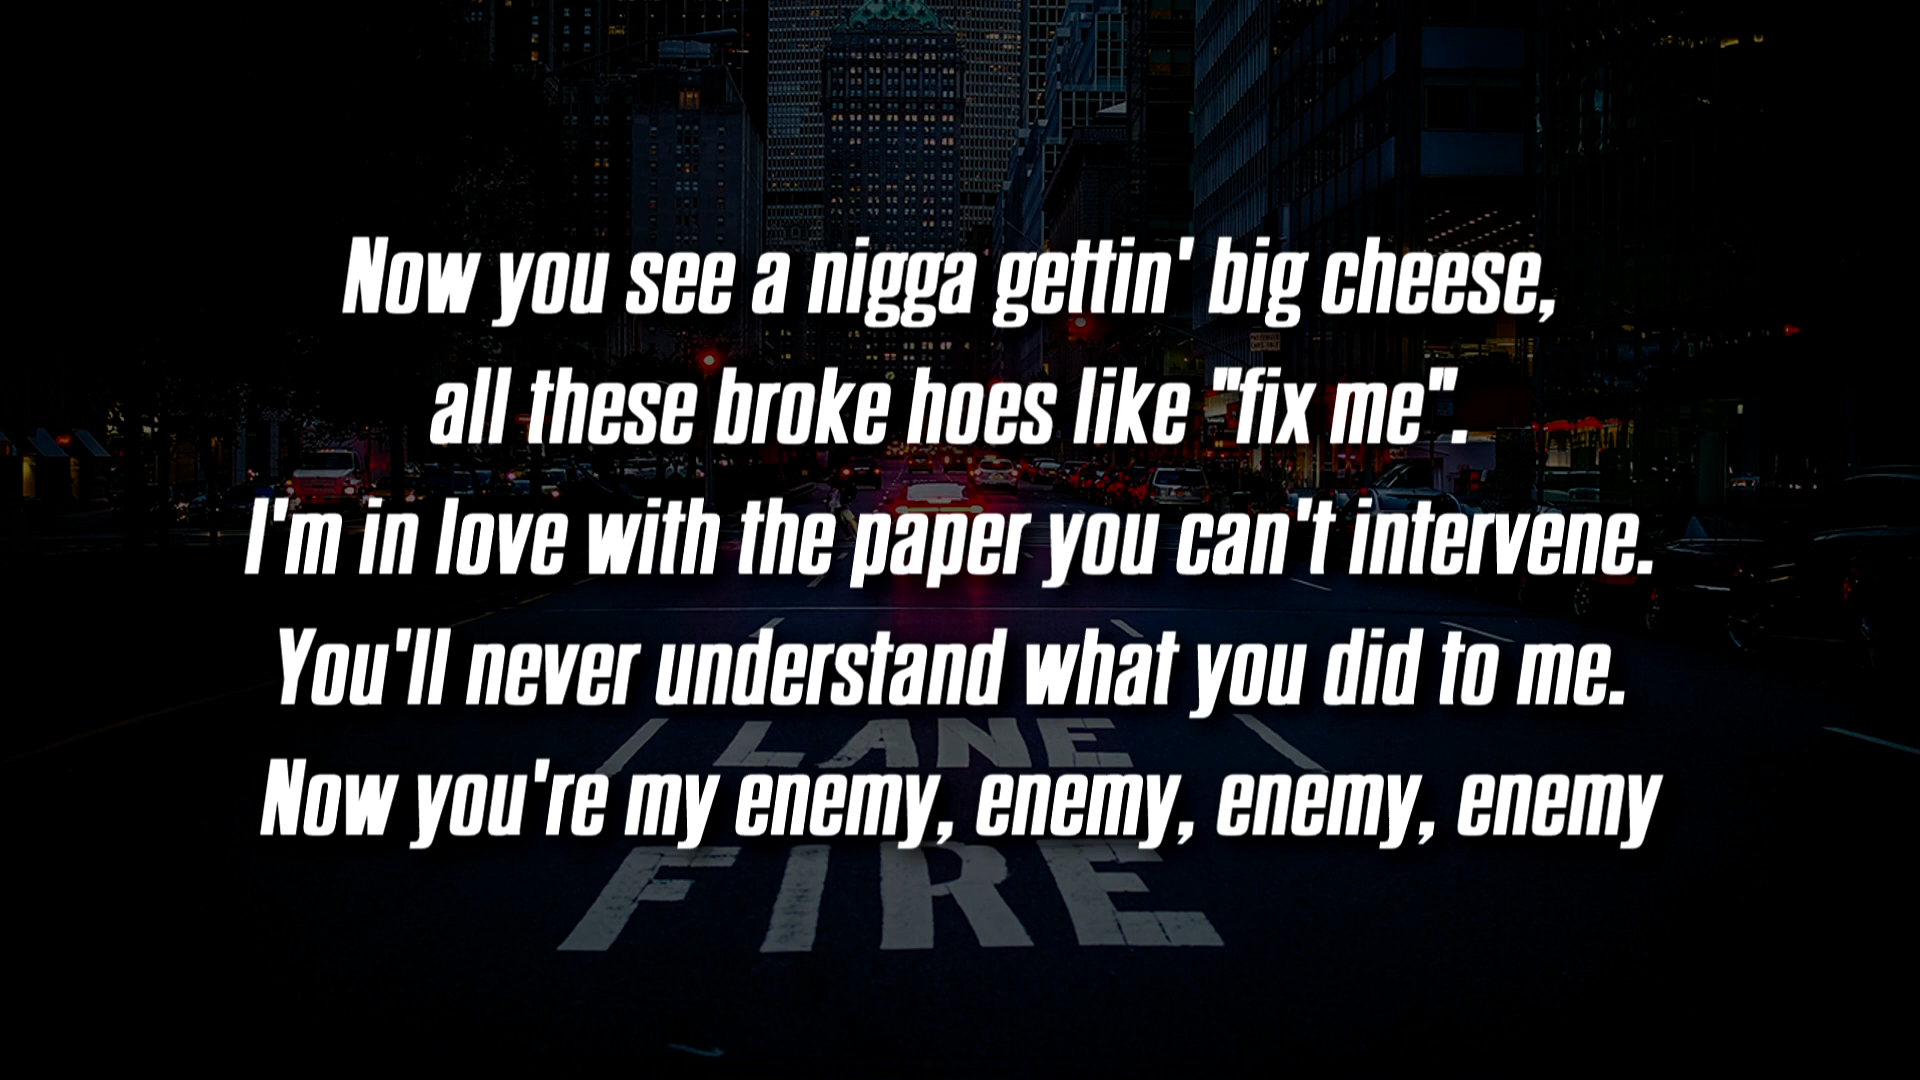 Now you see a nigga gettin' big cheese,
all these broke hoes like "fix me".
I'm in love with the paper you can't intervene.
You'll never understand what you did to me.
LANE
Now you're my enemy, enemy, enemy, enemy
FIRE